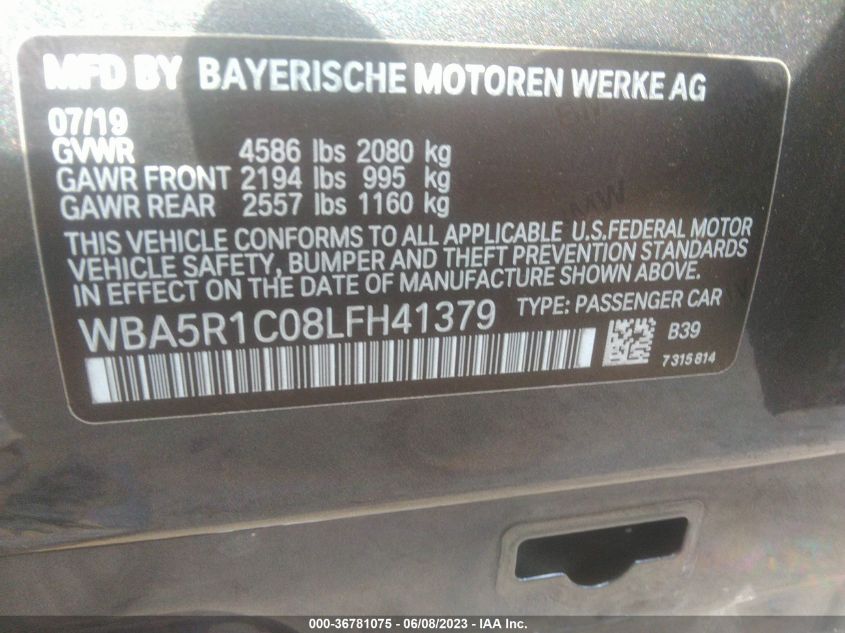 MFD BY BAYERISCHE MOTOREN WERKE AG
07/19
GVWR 4586 lbs 2080 kg
GAWR FRONT 2194 lbs 995 kg
GAWR REAR 2557 lbs 1160 kg
THIS VEHICLE CONFORMS TO ALL APPLICABLE U.S.FEDERAL MOTOR
VEHICLE SAFETY, BUMPER AND THEFT PREVENTION STANDARDS
IN EFFECT ON THE DATE OF MANUFACTURE SHOWN ABOVE.
WBA5R1C08LFH41379 TYPE: PASSENGER CAR
B39
7315814
000-36781075 - 06/08/2023 - IAA Inc.